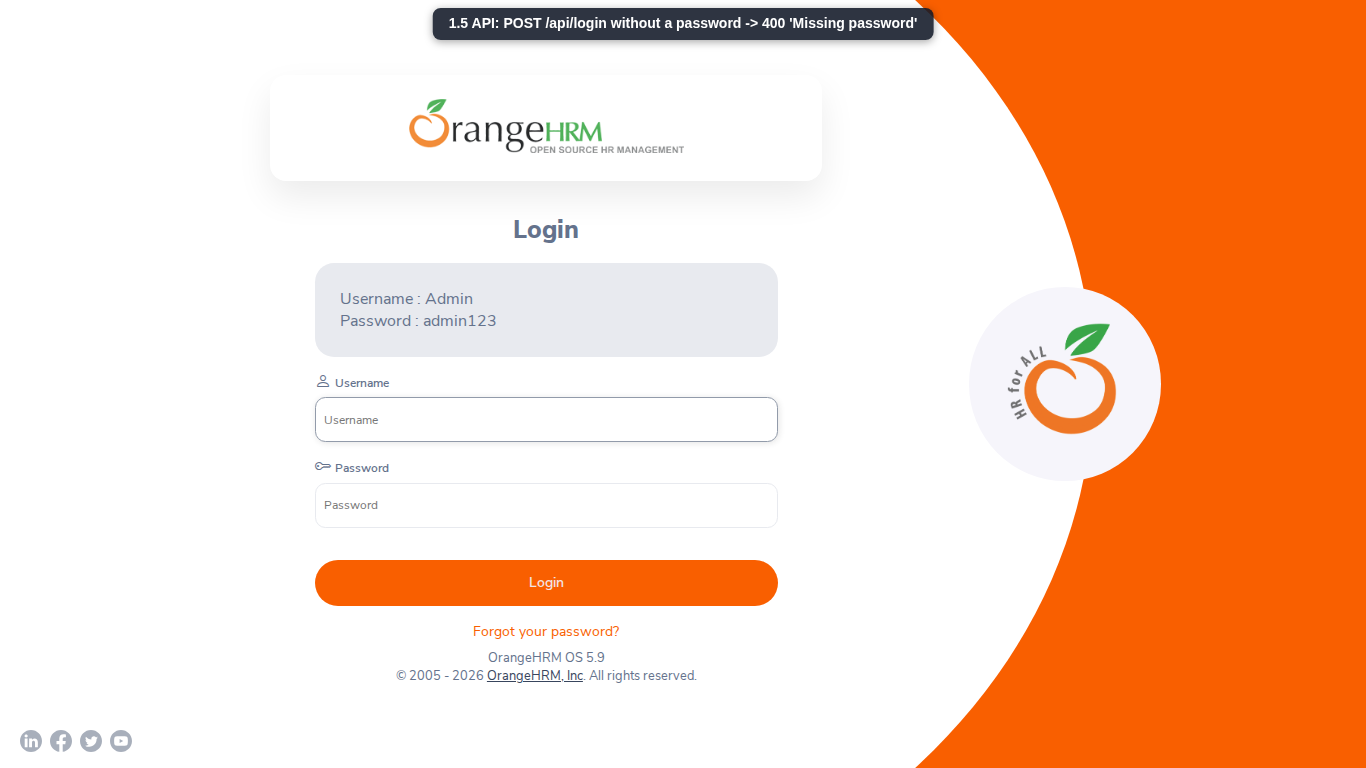 1.5 API: POST /api/login without a password -> 400 'Missing password'
rangeHRM
OPEN SOURCE HR MANAGEMENT
Login
Username : Admin
Password : admin123
Username
Username
Password
Password
Login
Forgot your password?
OrangeHRM OS 5.9
© 2005 - 2026 OrangeHRM, Inc. All rights reserved.
HR for ALL